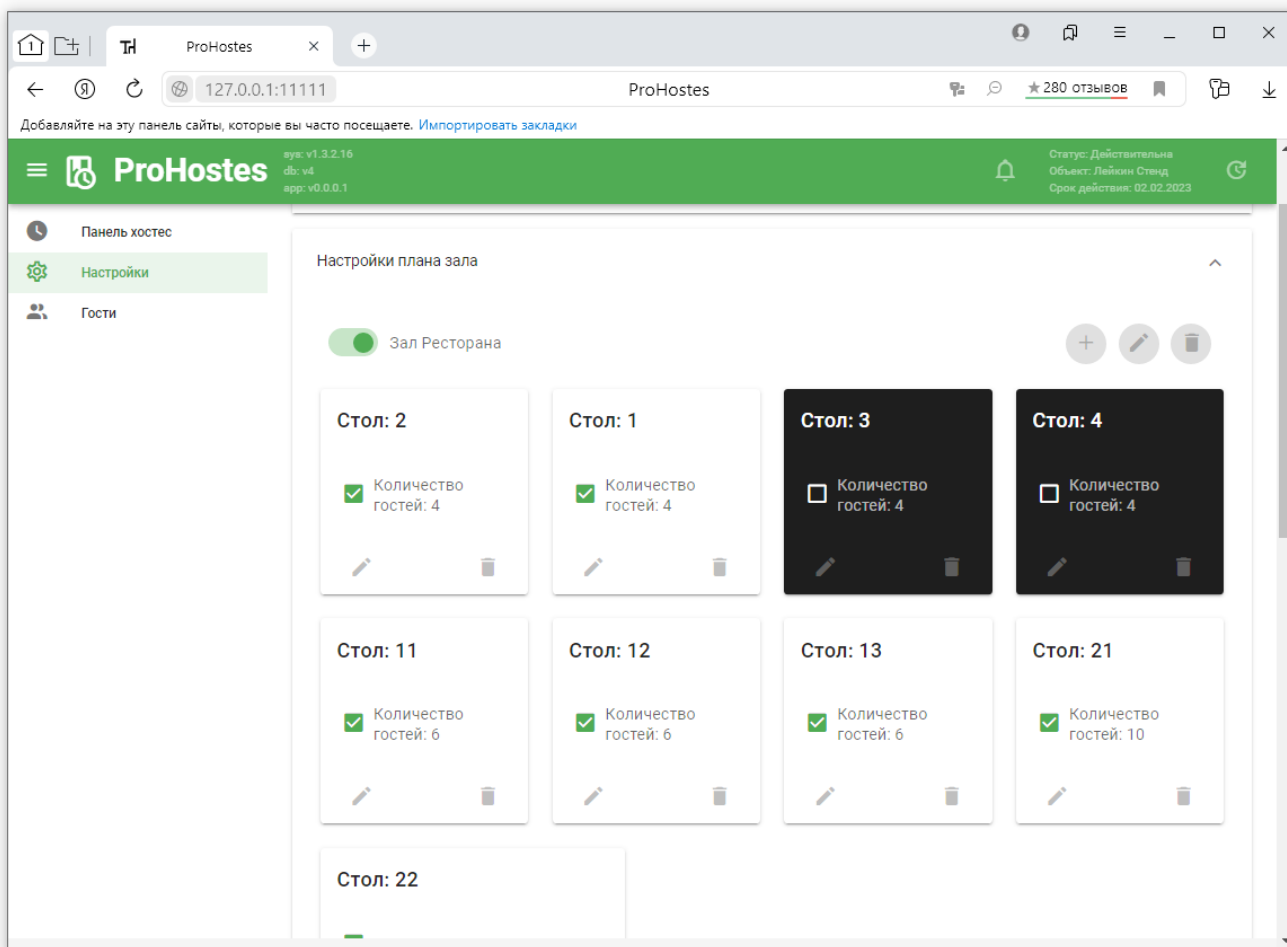 1
ProHostes
127.0.0.1:11111
ProHostes
★280 отзывов
Добавляйте на эту панель сайты, которые вы часто посещаете. Импортировать закладки
ProHostes
sys: v1.3.2.16
db: v4
app: v0.0.0.1
Статус: Действительна
Объект: Лейкин Стенд
Срок действия: 02.02.2023
Панель хостес
Настройки
Гости
Настройки плана зала
Зал Ресторана
Стол: 2
Количество
гостей: 4
Стол: 1
Количество
гостей: 4
Стол: 3
Количество
гостей: 4
Стол: 4
Количество
гостей: 4
Стол: 11
Количество
гостей: 6
Стол: 12
Количество
гостей: 6
Стол: 13
Количество
гостей: 6
Стол: 21
Количество
гостей: 10
Стол: 22